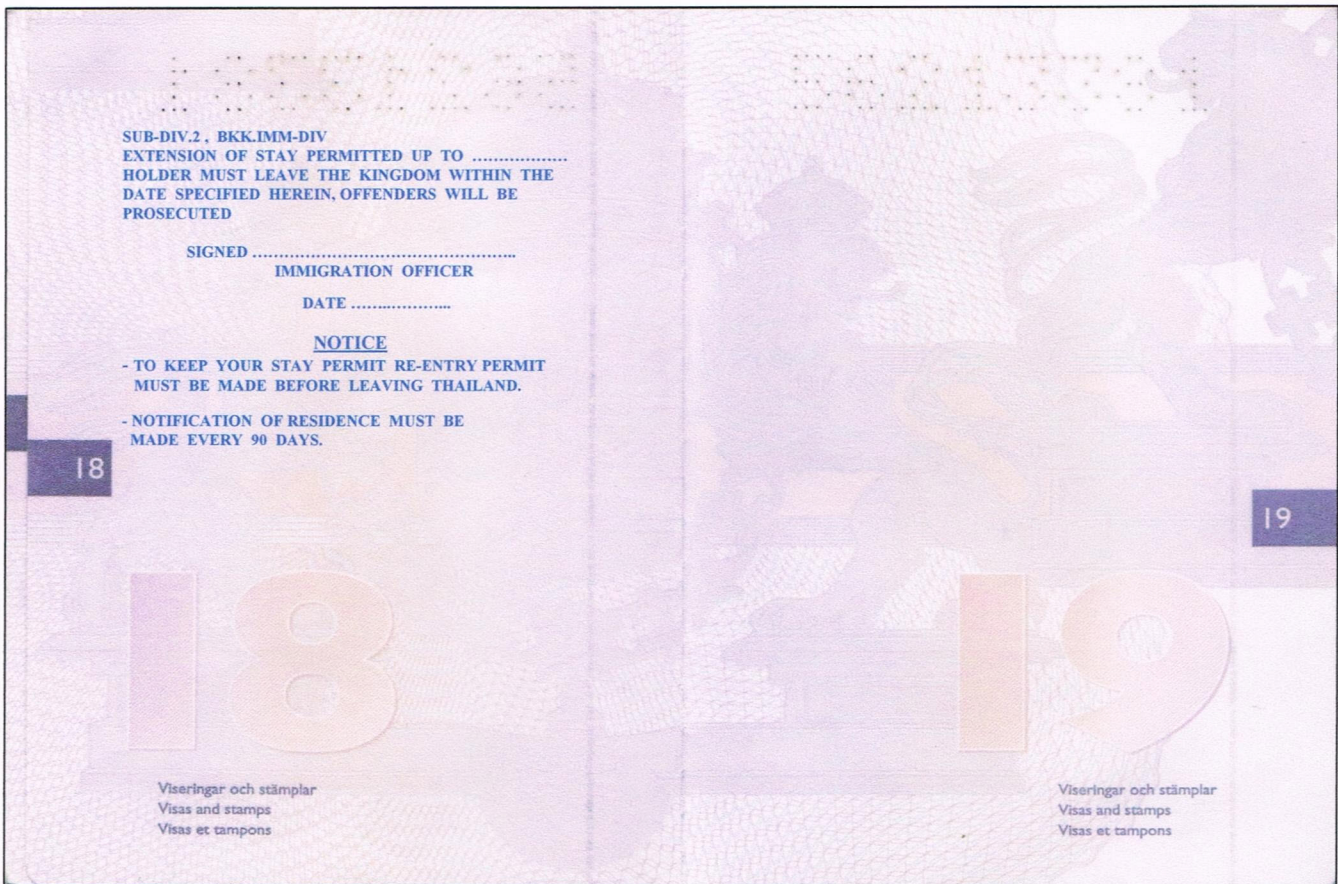 SUB-DIV.2 , BKK.IMM-DIV
EXTENSION OF STAY PERMITTED UP TO ..................
HOLDER MUST LEAVE THE KINGDOM WITHIN THE
DATE SPECIFIED HEREIN, OFFENDERS WILL BE
PROSECUTED
SIGNED .................................................
IMMIGRATION OFFICER
DATE ...................
NOTICE
- TO KEEP YOUR STAY PERMIT RE-ENTRY PERMIT
MUST BE MADE BEFORE LEAVING THAILAND.
- NOTIFICATION OF RESIDENCE MUST BE
MADE EVERY 90 DAYS.
18
18
Viseringar och stämplar
Visas and stamps
Visas et tampons
19
19
Viseringar och stämplar
Visas and stamps
Visas et tampons